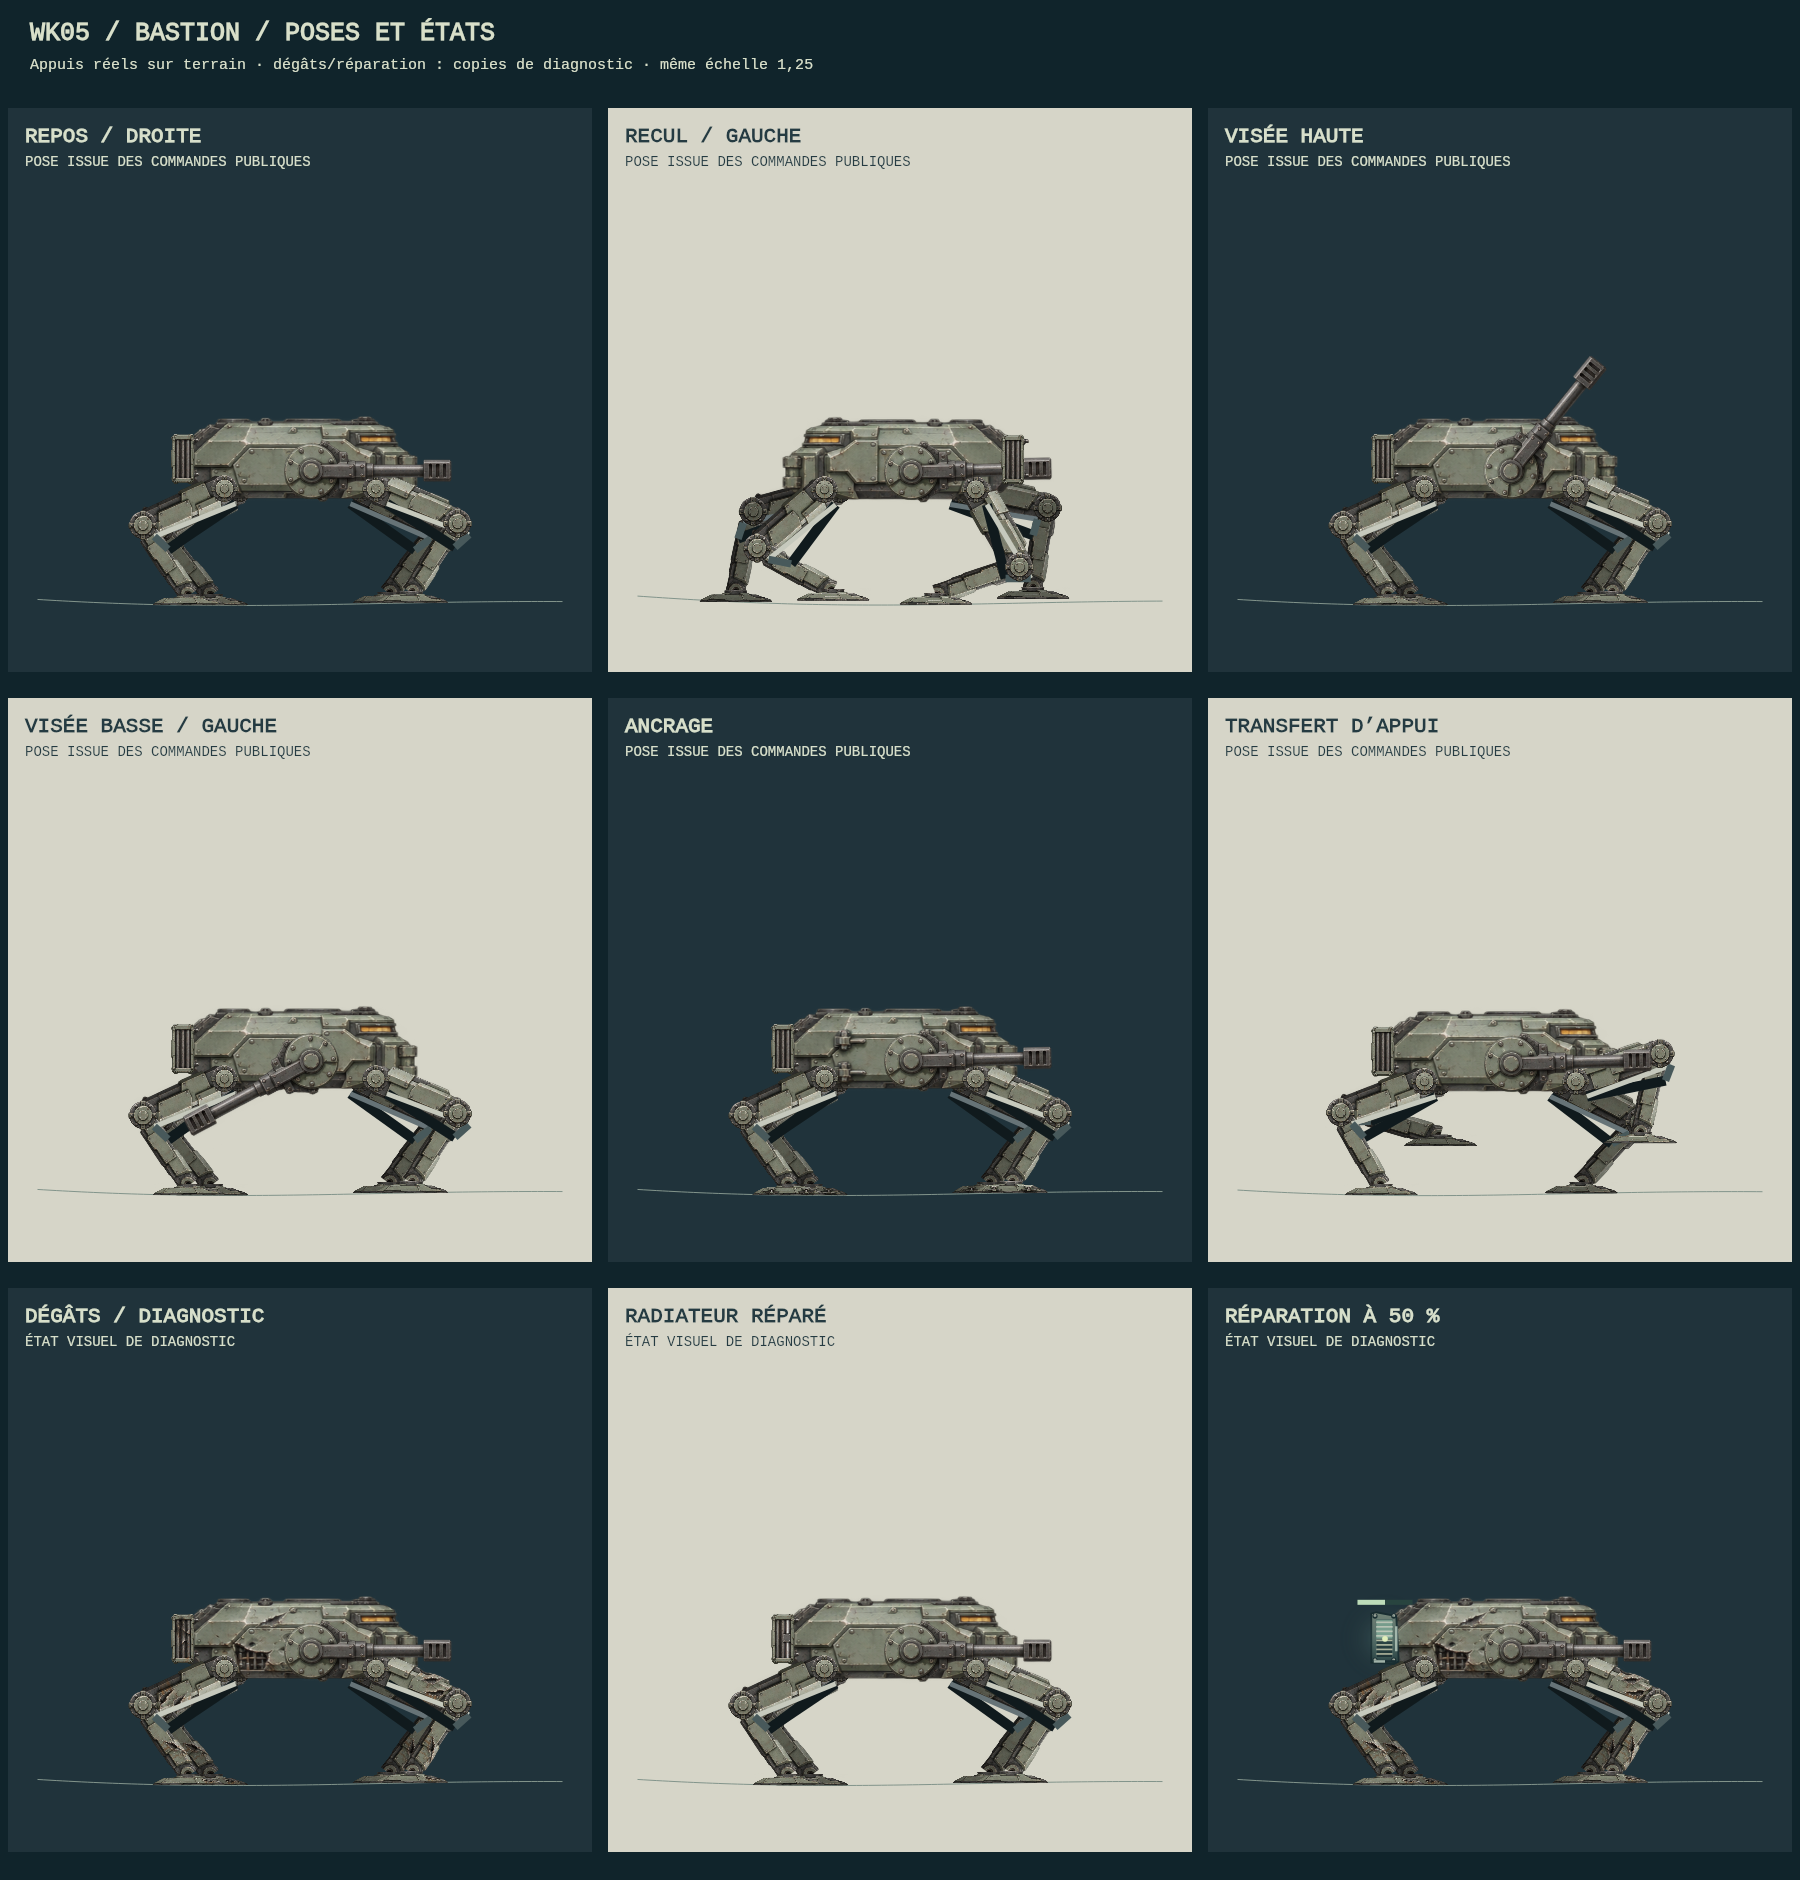 WK05 / BASTION / POSES ET ÉTATS
Appuis réels sur terrain · dégâts/réparation : copies de diagnostic · même échelle 1,25
REPOS / DROITE
POSE ISSUE DES COMMANDES PUBLIQUES
RECUL / GAUCHE
POSE ISSUE DES COMMANDES PUBLIQUES
VISÉE HAUTE
POSE ISSUE DES COMMANDES PUBLIQUES
VISÉE BASSE / GAUCHE
POSE ISSUE DES COMMANDES PUBLIQUES
ANCRAGE
POSE ISSUE DES COMMANDES PUBLIQUES
TRANSFERT D’APPUI
POSE ISSUE DES COMMANDES PUBLIQUES
DÉGÂTS / DIAGNOSTIC
ÉTAT VISUEL DE DIAGNOSTIC
RADIATEUR RÉPARÉ
ÉTAT VISUEL DE DIAGNOSTIC
RÉPARATION À 50 %
ÉTAT VISUEL DE DIAGNOSTIC